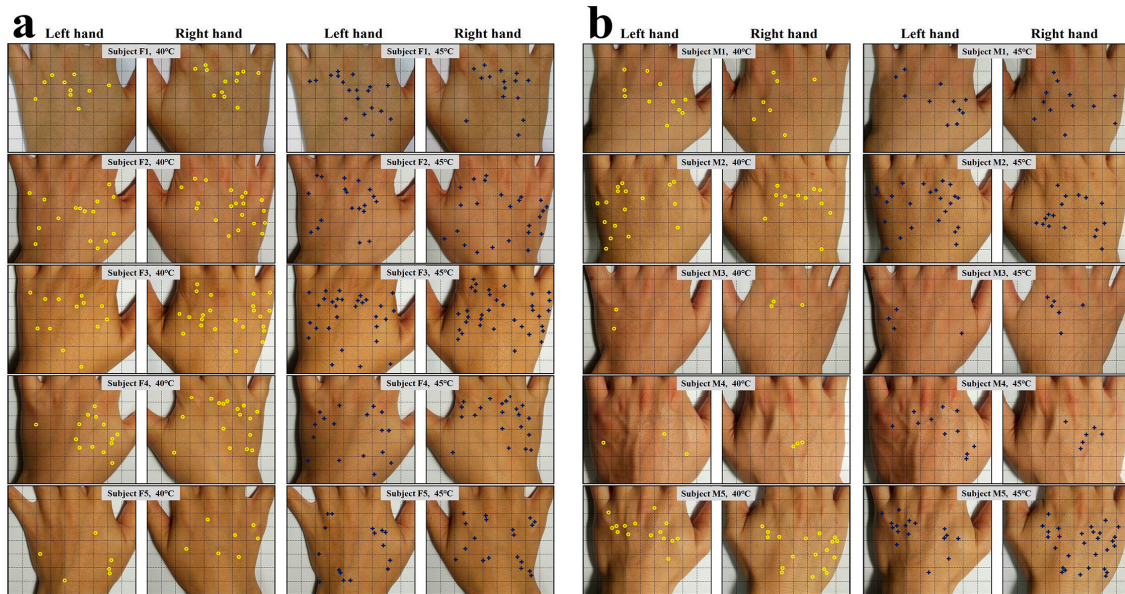 a
b
Left hand Right hand Left hand Right hand Left hand Right hand Left hand Right hand
Subject F1, 40°C Subject F1, 45°C Subject M1, 40°C Subject M1, 45°C
Subject F2, 40°C Subject F2, 45°C Subject M2, 40°C Subject M2, 45°C
Subject F3, 40°C Subject F3, 45°C Subject M3, 40°C Subject M3, 45°C
Subject F4, 40°C Subject F4, 45°C Subject M4, 40°C Subject M4, 45°C
Subject F5, 40°C Subject F5, 45°C Subject M5, 40°C Subject M5, 45°C